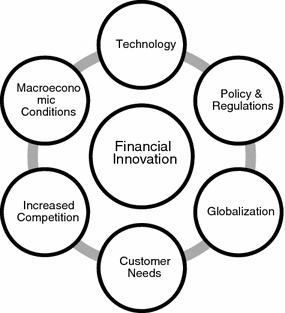 Technology
Macroecono
mic
Conditions
Policy &
Regulations
Financial
Innovation
Increased
Competition
Globalization
Customer
Needs